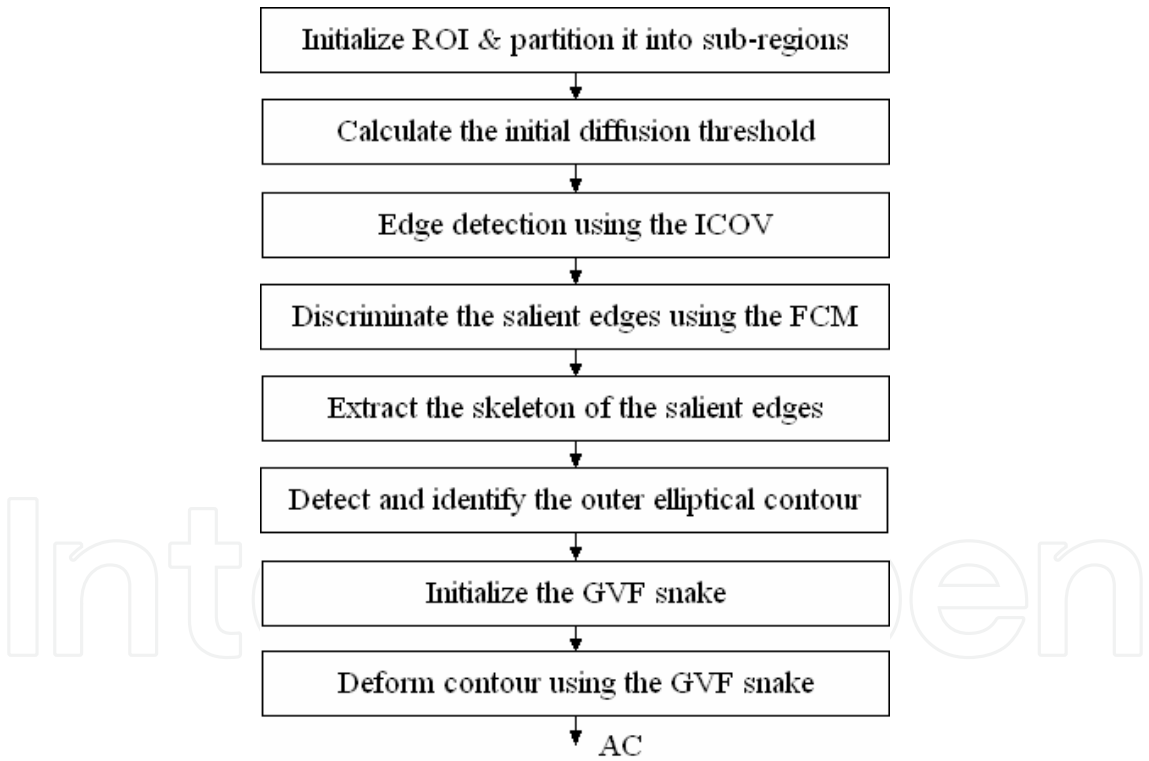 Initialize ROI & partition it into sub-regions
Calculate the initial diffusion threshold
Edge detection using the ICOV
Discriminate the salient edges using the FCM
Extract the skeleton of the salient edges
Detect and identify the outer elliptical contour
Initialize the GVF snake
Deform contour using the GVF snake
AC